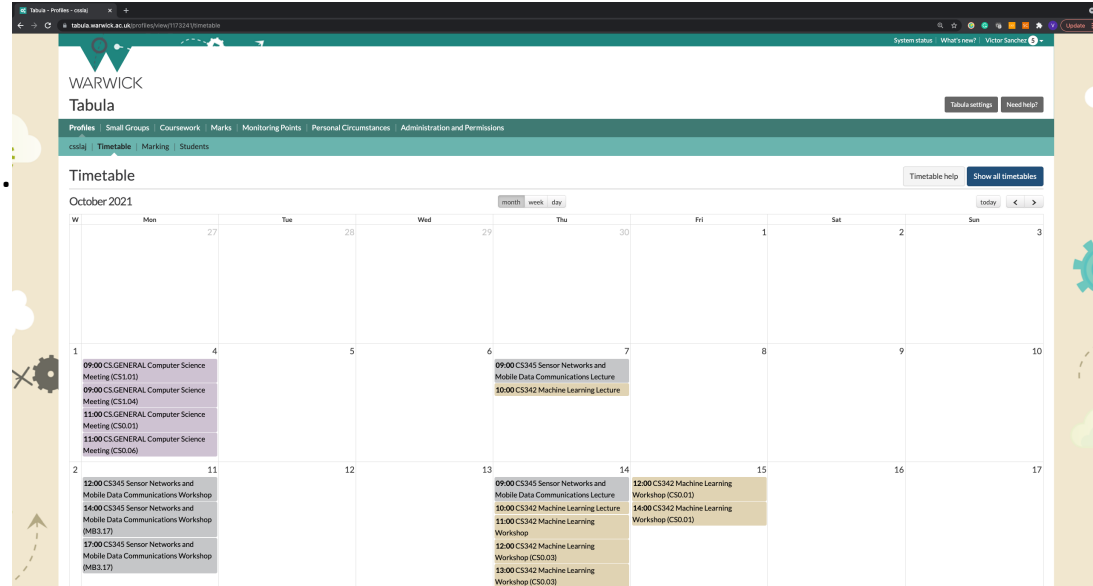 Tabula - Profiles - csslaj
tabula.warwick.ac.uk/profiles/view/1173241/timetable
Update
System status What's new? Victor Sanchez S
WARWICK
Tabula
Tabula settings Need help?
Profiles Small Groups Coursework Marks Monitoring Points Personal Circumstances Administration and Permissions
csslaj Timetable Marking Students
Timetable
Timetable help Show all timetables
October 2021
month week day
today
W Mon Tue Wed Thu Fri Sat Sun
27 28 29 30 1 2 3
1 4 5 6 7 8 9 10
09:00 CS.GENERAL Computer Science
Meeting (CS1.01)
09:00 CS.GENERAL Computer Science
Meeting (CS1.04)
11:00 CS.GENERAL Computer Science
Meeting (CS0.01)
11:00 CS.GENERAL Computer Science
Meeting (CS0.06)
09:00 CS345 Sensor Networks and
Mobile Data Communications Lecture
10:00 CS342 Machine Learning Lecture
2 11 12 13 14 15 16 17
12:00 CS345 Sensor Networks and
Mobile Data Communications Workshop
14:00 CS345 Sensor Networks and
Mobile Data Communications Workshop
(MB3.17)
17:00 CS345 Sensor Networks and
Mobile Data Communications Workshop
(MB3.17)
09:00 CS345 Sensor Networks and
Mobile Data Communications Lecture
10:00 CS342 Machine Learning Lecture
11:00 CS342 Machine Learning
Workshop
12:00 CS342 Machine Learning
Workshop (CS0.03)
13:00 CS342 Machine Learning
Workshop (CS0.03)
12:00 CS342 Machine Learning
Workshop (CS0.01)
14:00 CS342 Machine Learning
Workshop (CS0.01)